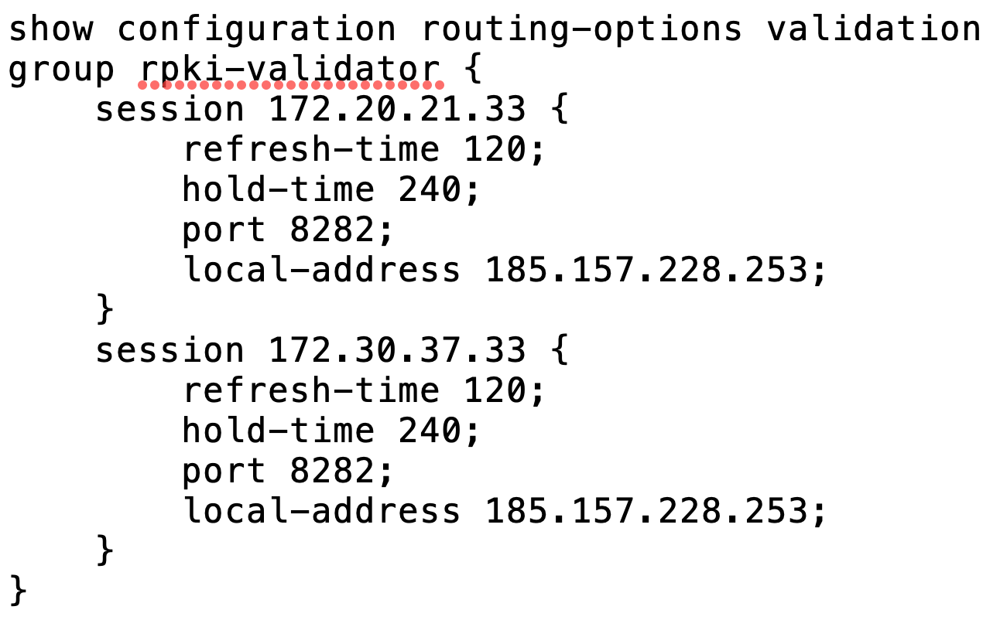 show configuration routing-options validation
group rpki-validator {
    session 172.20.21.33 {
        refresh-time 120;
        hold-time 240;
        port 8282;
        local-address 185.157.228.253;
    }
    session 172.30.37.33 {
        refresh-time 120;
        hold-time 240;
        port 8282;
        local-address 185.157.228.253;
    }
}